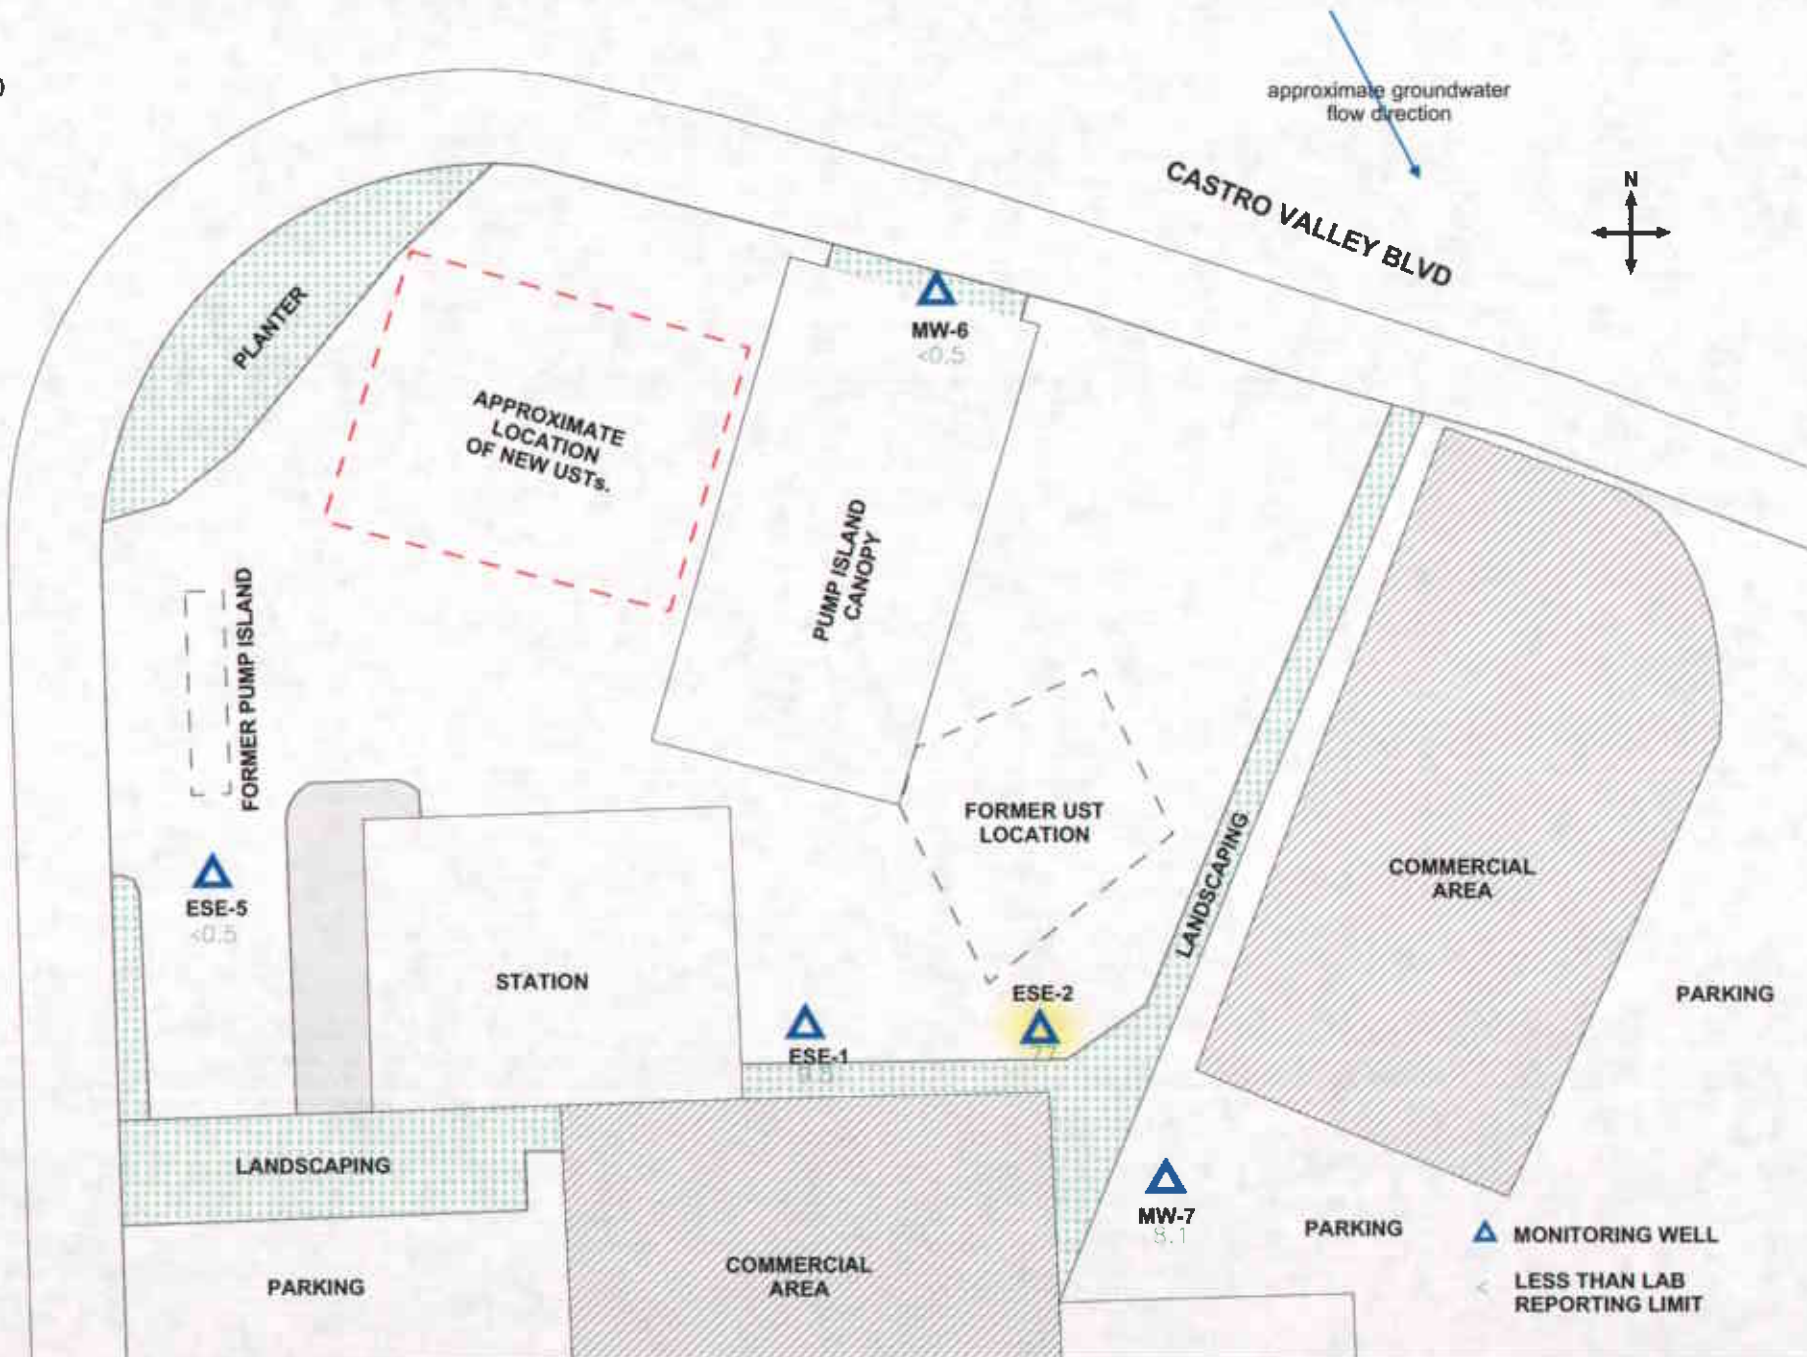 )
approximate groundwater
flow direction
CASTRO VALLEY BLVD
N
PLANTER
MW-6
<0.5
APPROXIMATE
LOCATION
OF NEW USTs.
PUMP ISLAND
CANOPY
FORMER PUMP ISLAND
FORMER UST
LOCATION
LANDSCAPING
COMMERCIAL
AREA
ESE-5
<0.5
STATION
ESE-2
77
PARKING
ESE-1
LANDSCAPING
MW-7
8.1
PARKING
MONITORING WELL
COMMERCIAL
AREA
PARKING
< LESS THAN LAB
REPORTING LIMIT